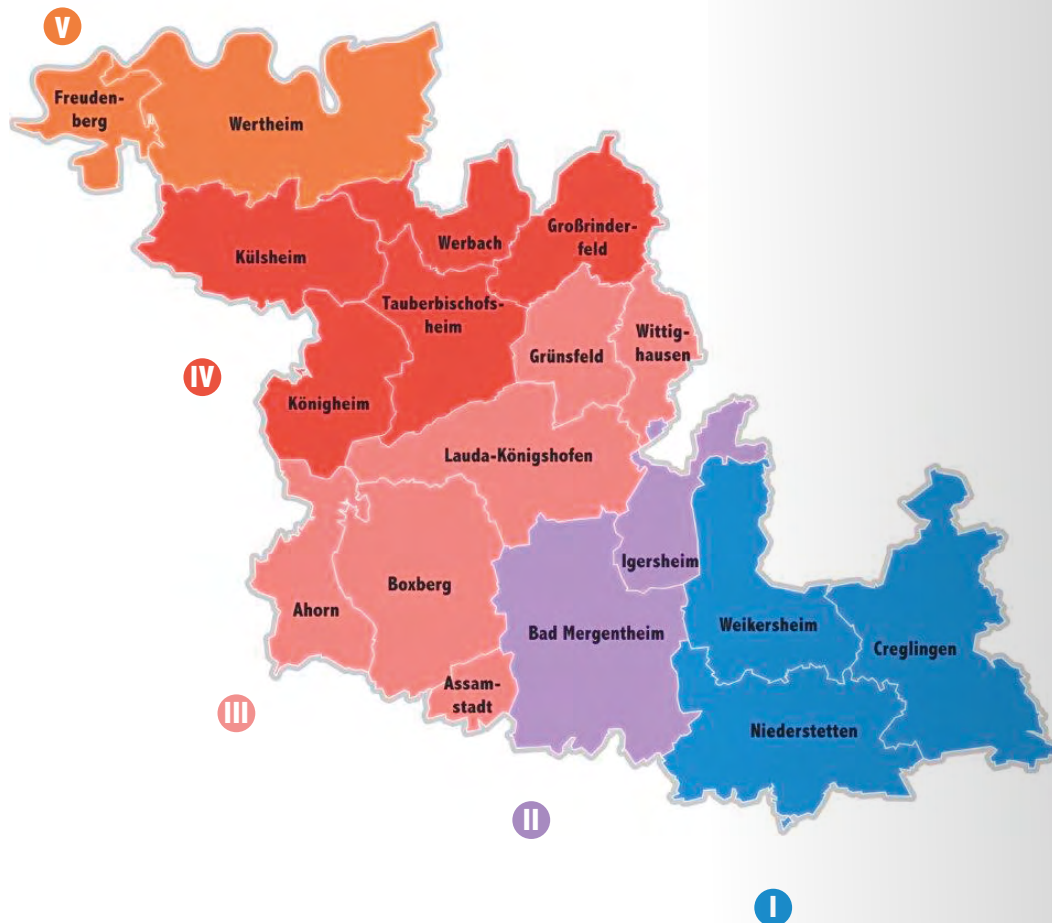 V
Freuden-
berg
Wertheim
Külsheim
Werbach
Großrinder-
feld
Tauberbischofs-
heim
Grünsfeld
Wittig-
hausen
IV
Königheim
Lauda-Königshofen
Igersheim
Boxberg
Ahorn
Bad Mergentheim
Weikersheim
Creglingen
Assam-
stadt
III
Niederstetten
II
I